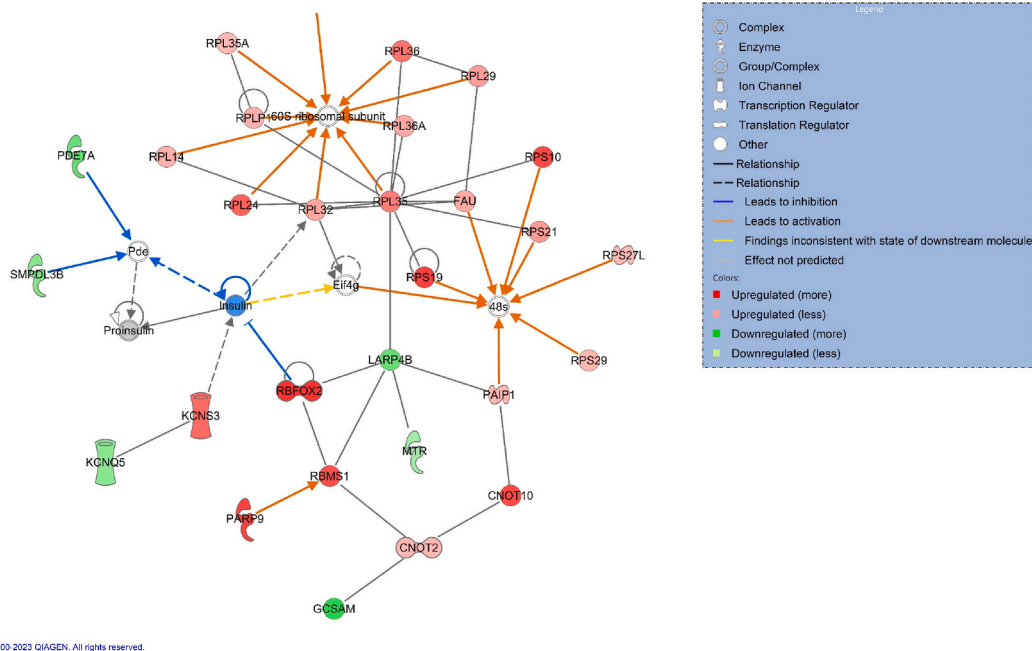 RPL35A
RPL36
RPL29
RPLP1
60S ribosomal subunit
RPL36A
PDE7A
RPL14
RPS10
RPL24
RPL32
RPL35
FAU
RPS21
Pde
RPS27L
SMPDL3B
RPS19
Eif4g
Insulin
48s
Proinsulin
LARP4B
RPS29
RBFOX2
PAIP1
KCNS3
MTR
KCNQ5
RBMS1
CNOT10
PARP9
CNOT2
GCSAM
00-2023 QIAGEN. All rights reserved.
Legend
Complex
Enzyme
Group/Complex
Ion Channel
Transcription Regulator
Translation Regulator
Other
Relationship
Relationship
Leads to inhibition
Leads to activation
Findings inconsistent with state of downstream molecule
Effect not predicted
Colors:
Upregulated (more)
Upregulated (less)
Downregulated (more)
Downregulated (less)